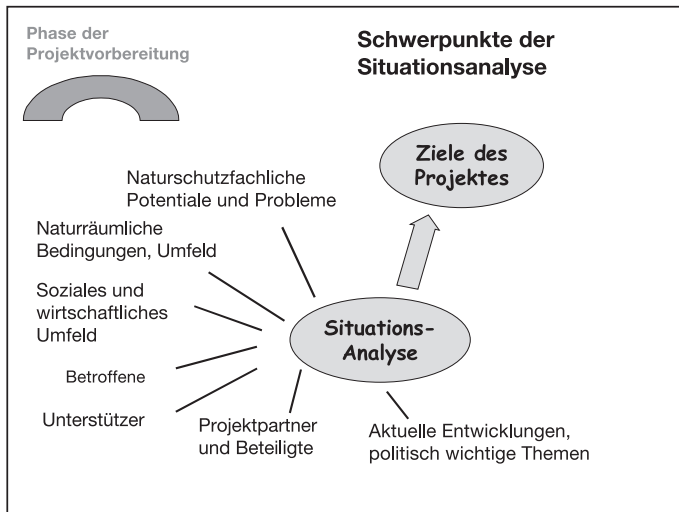 Phase der
Projektvorbereitung
Schwerpunkte der
Situationsanalyse
Ziele des
Projektes
Naturschutzfachliche
Potentiale und Probleme
Naturräumliche
Bedingungen, Umfeld
Soziales und
wirtschaftliches
Umfeld
Situations-
Analyse
Betroffene
Unterstützer
Projektpartner
und Beteiligte
Aktuelle Entwicklungen,
politisch wichtige Themen